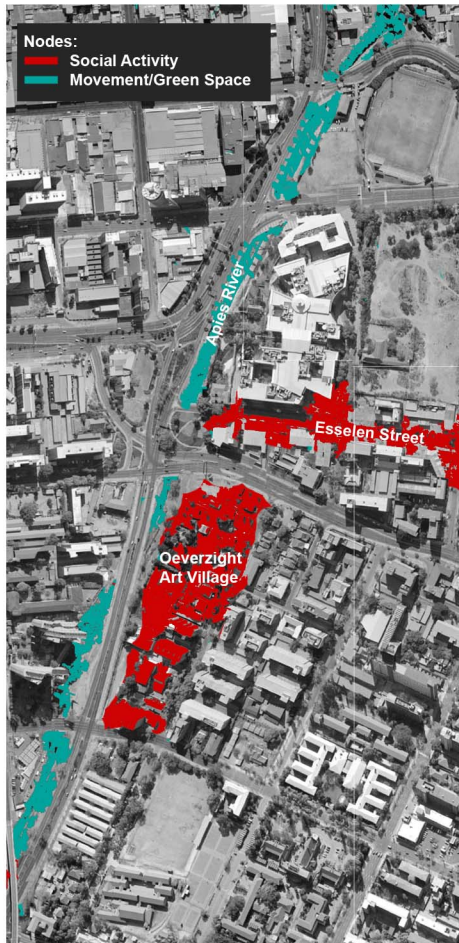 Nodes:
Social Activity
Movement/Green Space
Apies River
Esselen Street
Oeverzight
Art Village